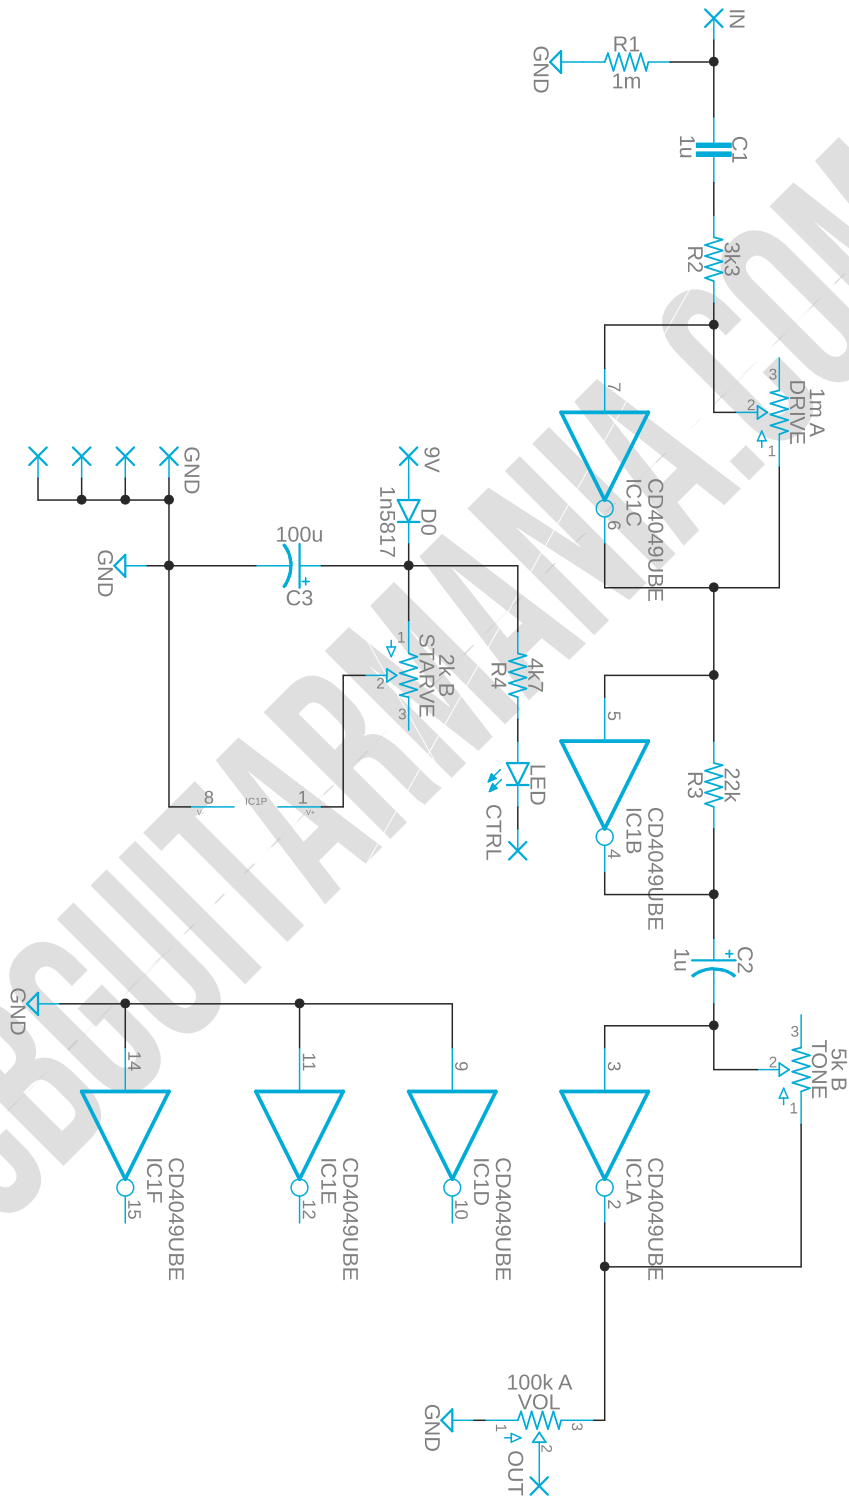 IN
R1
GND
1m
C1
1u
3k3
R2
7
3
1m A
DRIVE
2
1
CD4049UBE
IC1C
6
GND
9V
D0
1n5817
100u
GND
C3
1
STARVE
2k B
2
3
4k7
R4
5
22k
R3
8
V-
IC1P
1
V+
LED
CTRL
CD4049UBE
IC1B
4
C2
1u
GND
14
11
9
3
3
5k B
TONE
2
1
CD4049UBE
IC1F
15
CD4049UBE
IC1E
12
CD4049UBE
IC1D
10
CD4049UBE
IC1A
2
100k A
VOL
GND
1
3
2
OUT